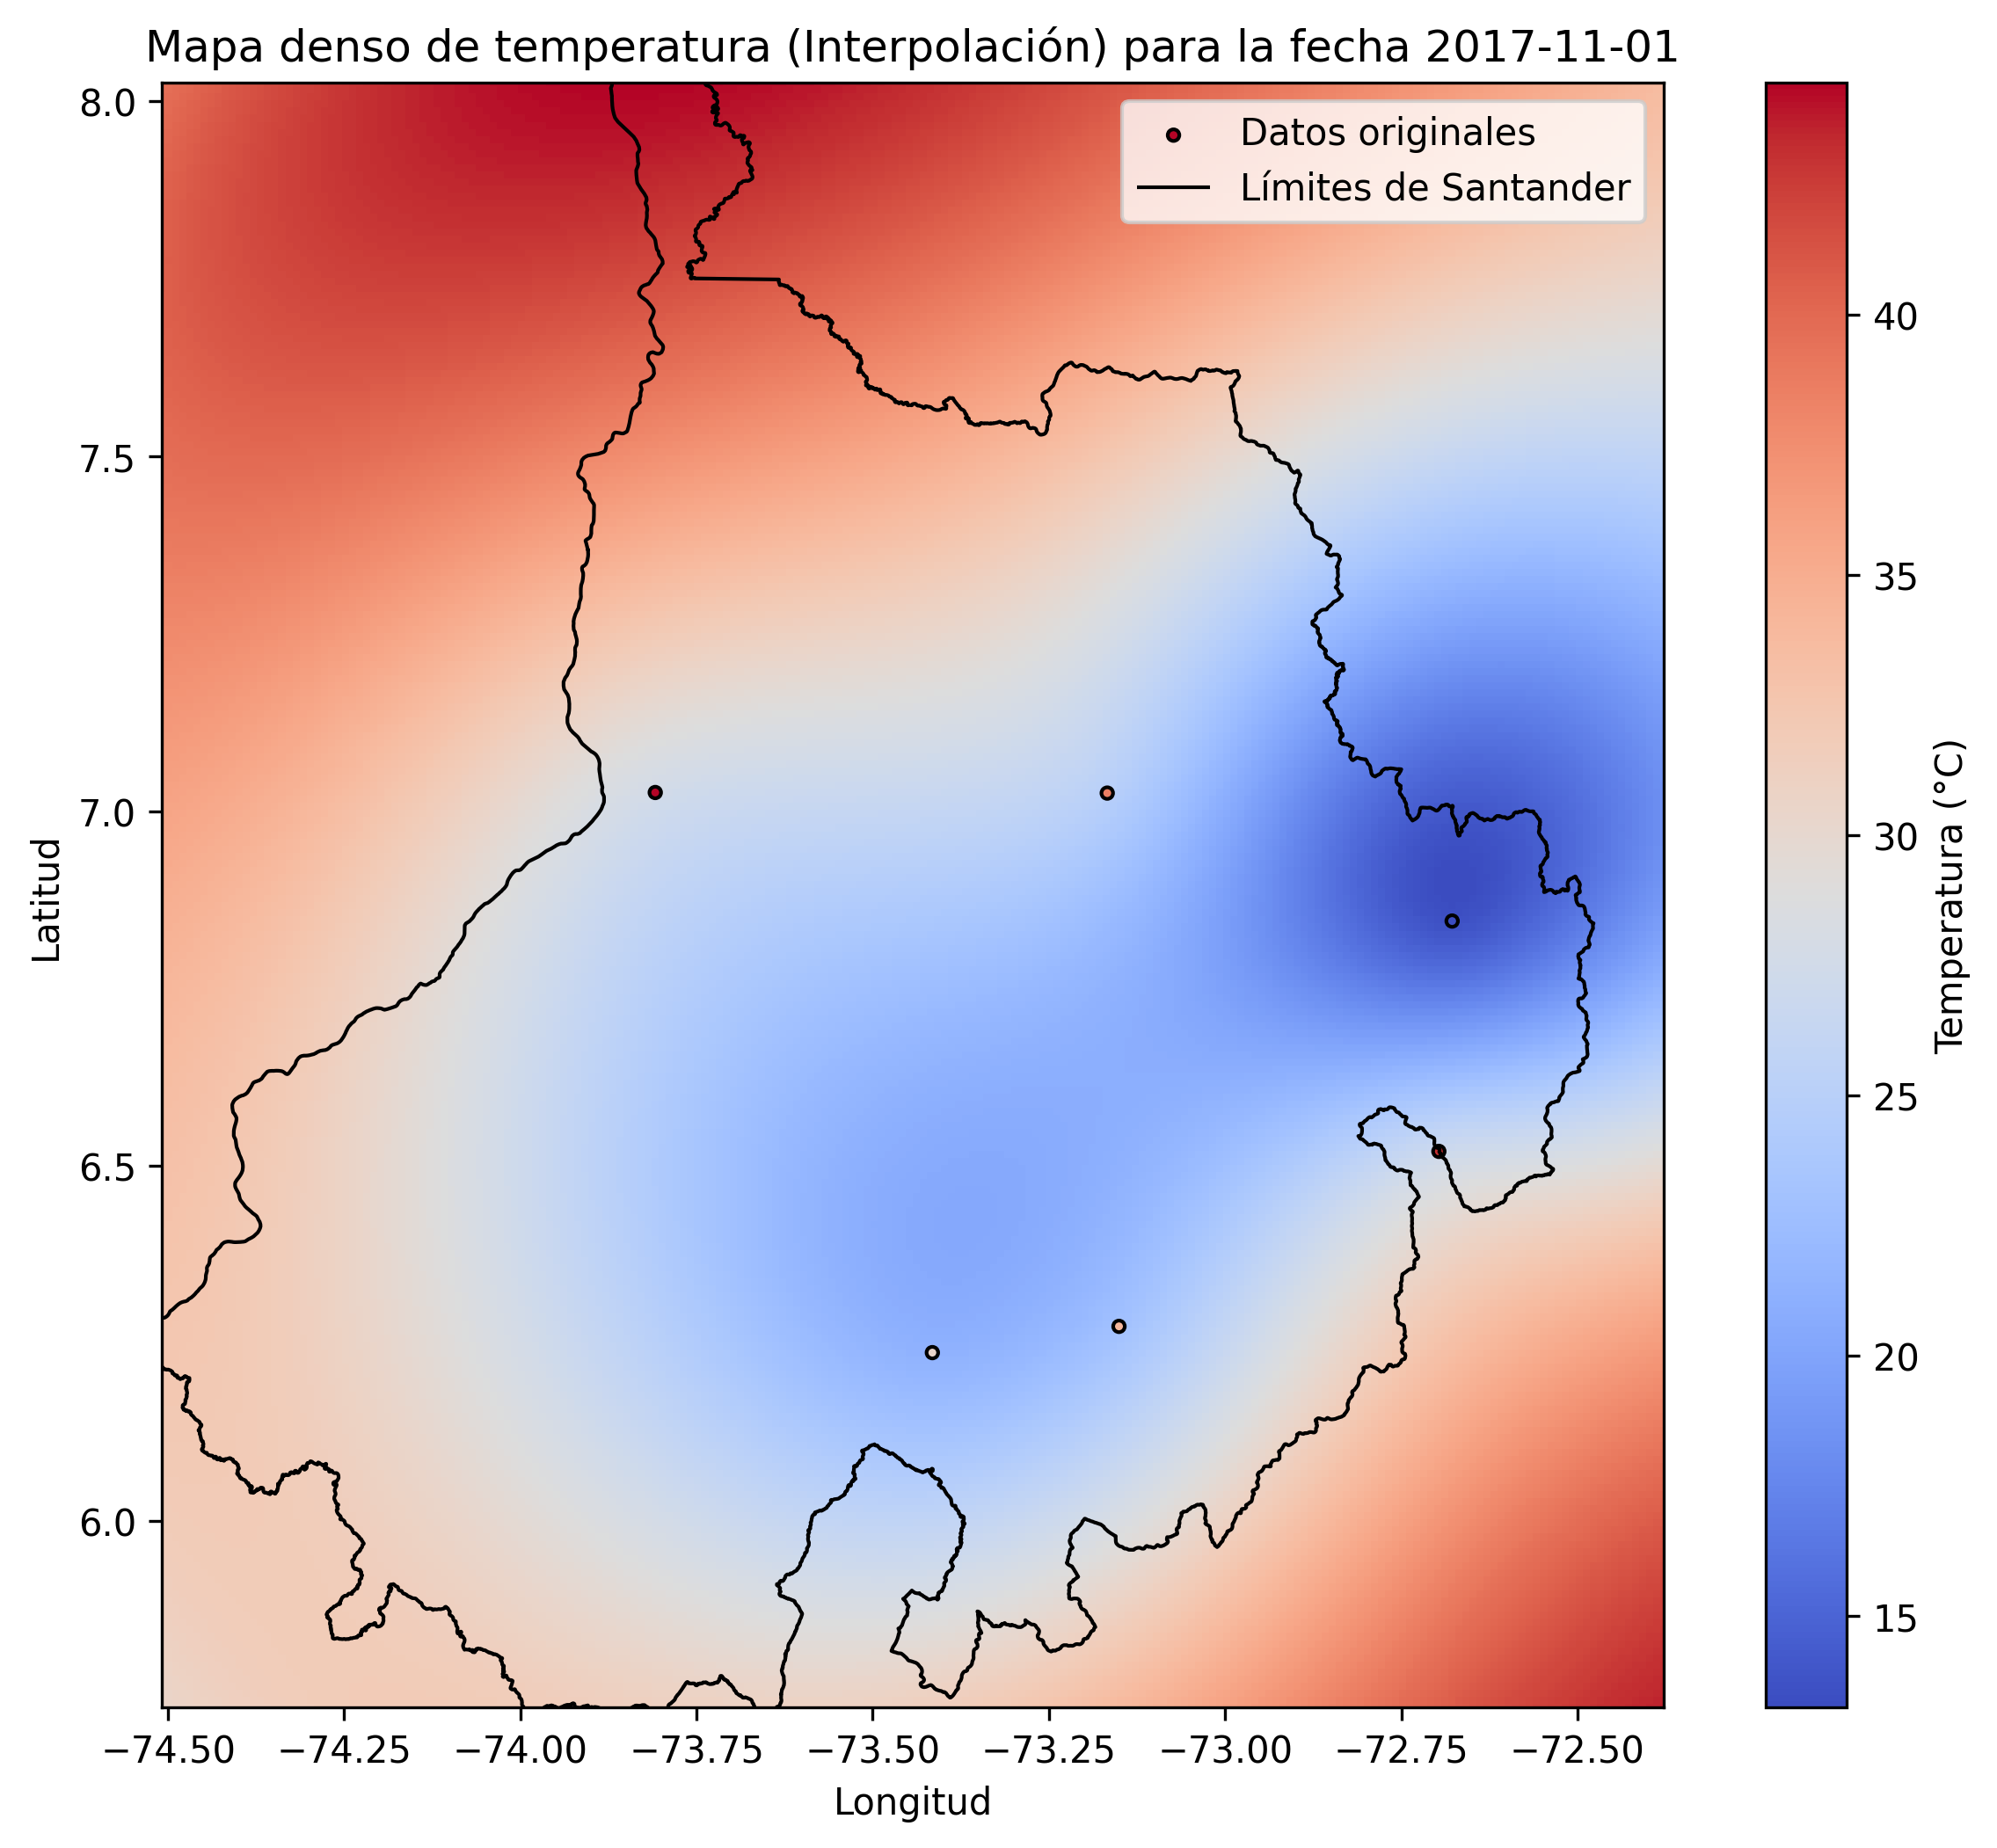 Mapa denso de temperatura (Interpolación) para la fecha 2017-11-01
Datos originales
Límites de Santander
8.0
7.5
7.0
6.5
6.0
Latitud
−74.50 −74.25 −74.00 −73.75 −73.50 −73.25 −73.00 −72.75 −72.50
Longitud
40
35
30
25
20
15
Temperatura (°C)